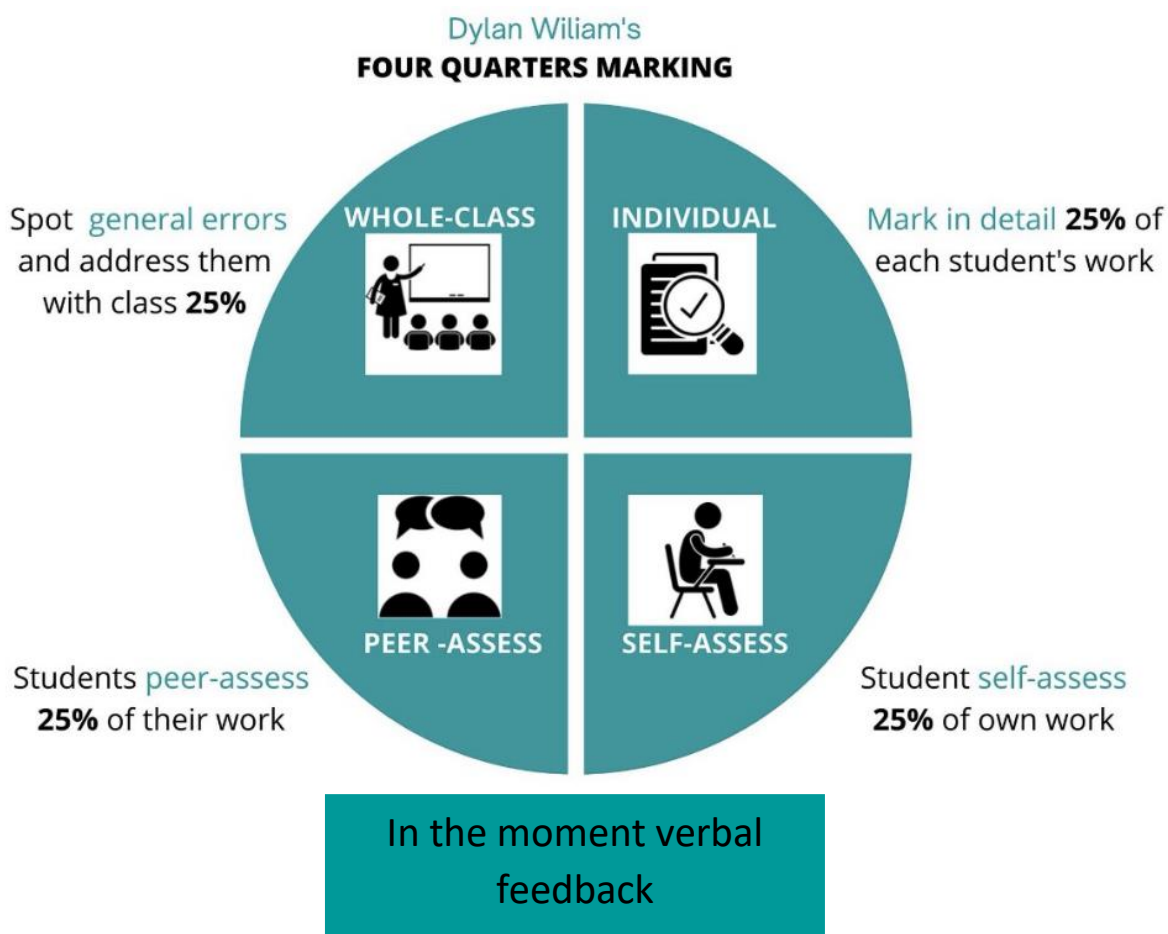 Dylan Wiliam's
FOUR QUARTERS MARKING
Spot general errors
and address them
with class 25%
WHOLE-CLASS
INDIVIDUAL
Mark in detail 25% of
each student's work
PEER -ASSESS
SELF-ASSESS
Students peer-assess
25% of their work
Student self-assess
25% of own work
In the moment verbal
feedback